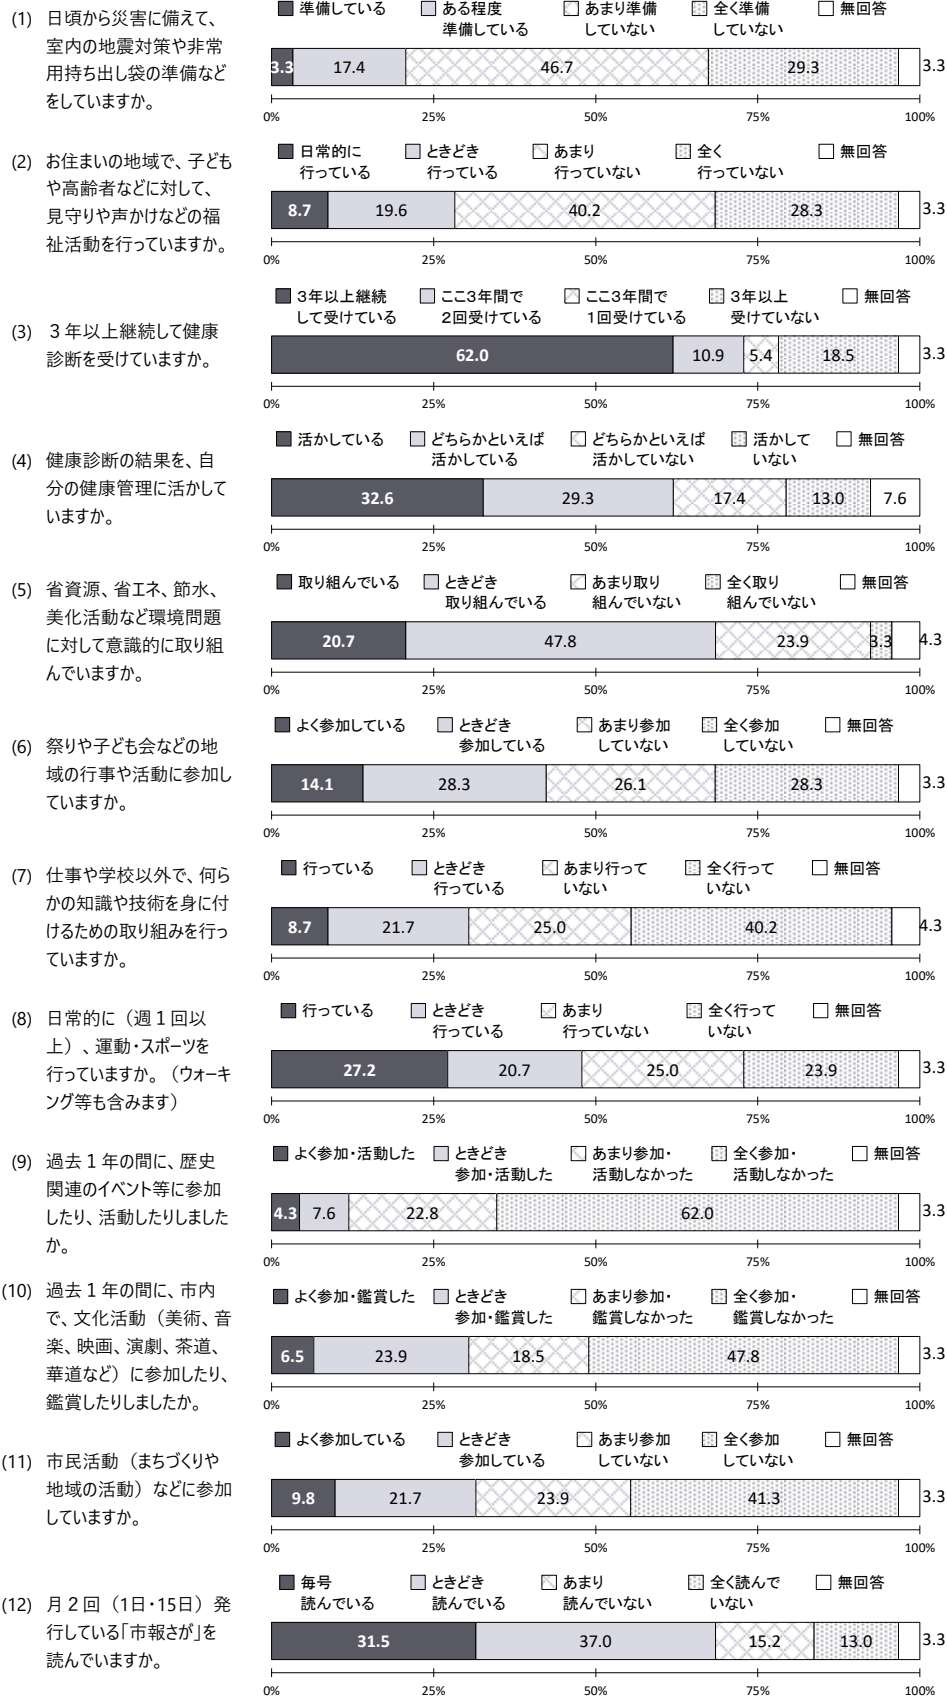 (1) 日頃から災害に備えて、
室内の地震対策や非常
用持ち出し袋の準備など
をしていますか。
準備している ある程度 あまり準備 全く準備 無回答
準備している していない していない
3.3 17.4 46.7 29.3 3.3
0% 25% 50% 75% 100%
(2) お住まいの地域で、子ども
や高齢者などに対して、
見守りや声かけなどの福
祉活動を行っていますか。
日常的に ときどき あまり 全く 無回答
行っている 行っている 行っていない 行っていない
8.7 19.6 40.2 28.3 3.3
0% 25% 50% 75% 100%
(3) 3年以上継続して健康
診断を受けていますか。
3年以上継続 ここ3年間で ここ3年間で 3年以上 無回答
して受けている 2回受けている 1回受けている 受けていない
62.0 10.9 5.4 18.5 3.3
0% 25% 50% 75% 100%
(4) 健康診断の結果を、自
分の健康管理に活かして
いますか。
活かしている どちらかといえば どちらかといえば 活かして 無回答
活かしている 活かしていない いない
32.6 29.3 17.4 13.0 7.6
0% 25% 50% 75% 100%
(5) 省資源、省エネ、節水、
美化活動など環境問題
に対して意識的に取り組
んでいますか。
取り組んでいる ときどき あまり取り 全く取り 無回答
取り組んでいる 組んでいない 組んでいない
20.7 47.8 23.9 3.3 4.3
0% 25% 50% 75% 100%
(6) 祭りや子ども会などの地
域の行事や活動に参加し
ていますか。
よく参加している ときどき あまり参加 全く参加 無回答
参加している していない していない
14.1 28.3 26.1 28.3 3.3
0% 25% 50% 75% 100%
(7) 仕事や学校以外で、何ら
かの知識や技術を身に付
けるための取り組みを行っ
ていますか。
行っている ときどき あまり行って 全く行って 無回答
行っている いない いない
8.7 21.7 25.0 40.2 4.3
0% 25% 50% 75% 100%
(8) 日常的に(週1回以
上)、運動・スポーツを
行っていますか。(ウォーキ
ング等も含みます)
行っている ときどき あまり 全く行って 無回答
行っている 行っていない いない
27.2 20.7 25.0 23.9 3.3
0% 25% 50% 75% 100%
(9) 過去1年の間に、歴史
関連のイベント等に参加
したり、活動したりしました
か。
よく参加・活動した ときどき あまり参加・ 全く参加・ 無回答
参加・活動した 活動しなかった 活動しなかった
4.3 7.6 22.8 62.0 3.3
0% 25% 50% 75% 100%
(10) 過去1年の間に、市内
で、文化活動(美術、音
楽、映画、演劇、茶道、
華道など)に参加したり、
鑑賞したりしましたか。
よく参加・鑑賞した ときどき あまり参加・ 全く参加・ 無回答
参加・鑑賞した 鑑賞しなかった 鑑賞しなかった
6.5 23.9 18.5 47.8 3.3
0% 25% 50% 75% 100%
(11) 市民活動(まちづくりや
地域の活動)などに参加
していますか。
よく参加している ときどき あまり参加 全く参加 無回答
参加している していない していない
9.8 21.7 23.9 41.3 3.3
0% 25% 50% 75% 100%
(12) 月2回(1日・15日)発
行している「市報さが」を
読んでいますか。
毎号 ときどき あまり 全く読んで 無回答
読んでいる 読んでいる 読んでいない いない
31.5 37.0 15.2 13.0 3.3
0% 25% 50% 75% 100%